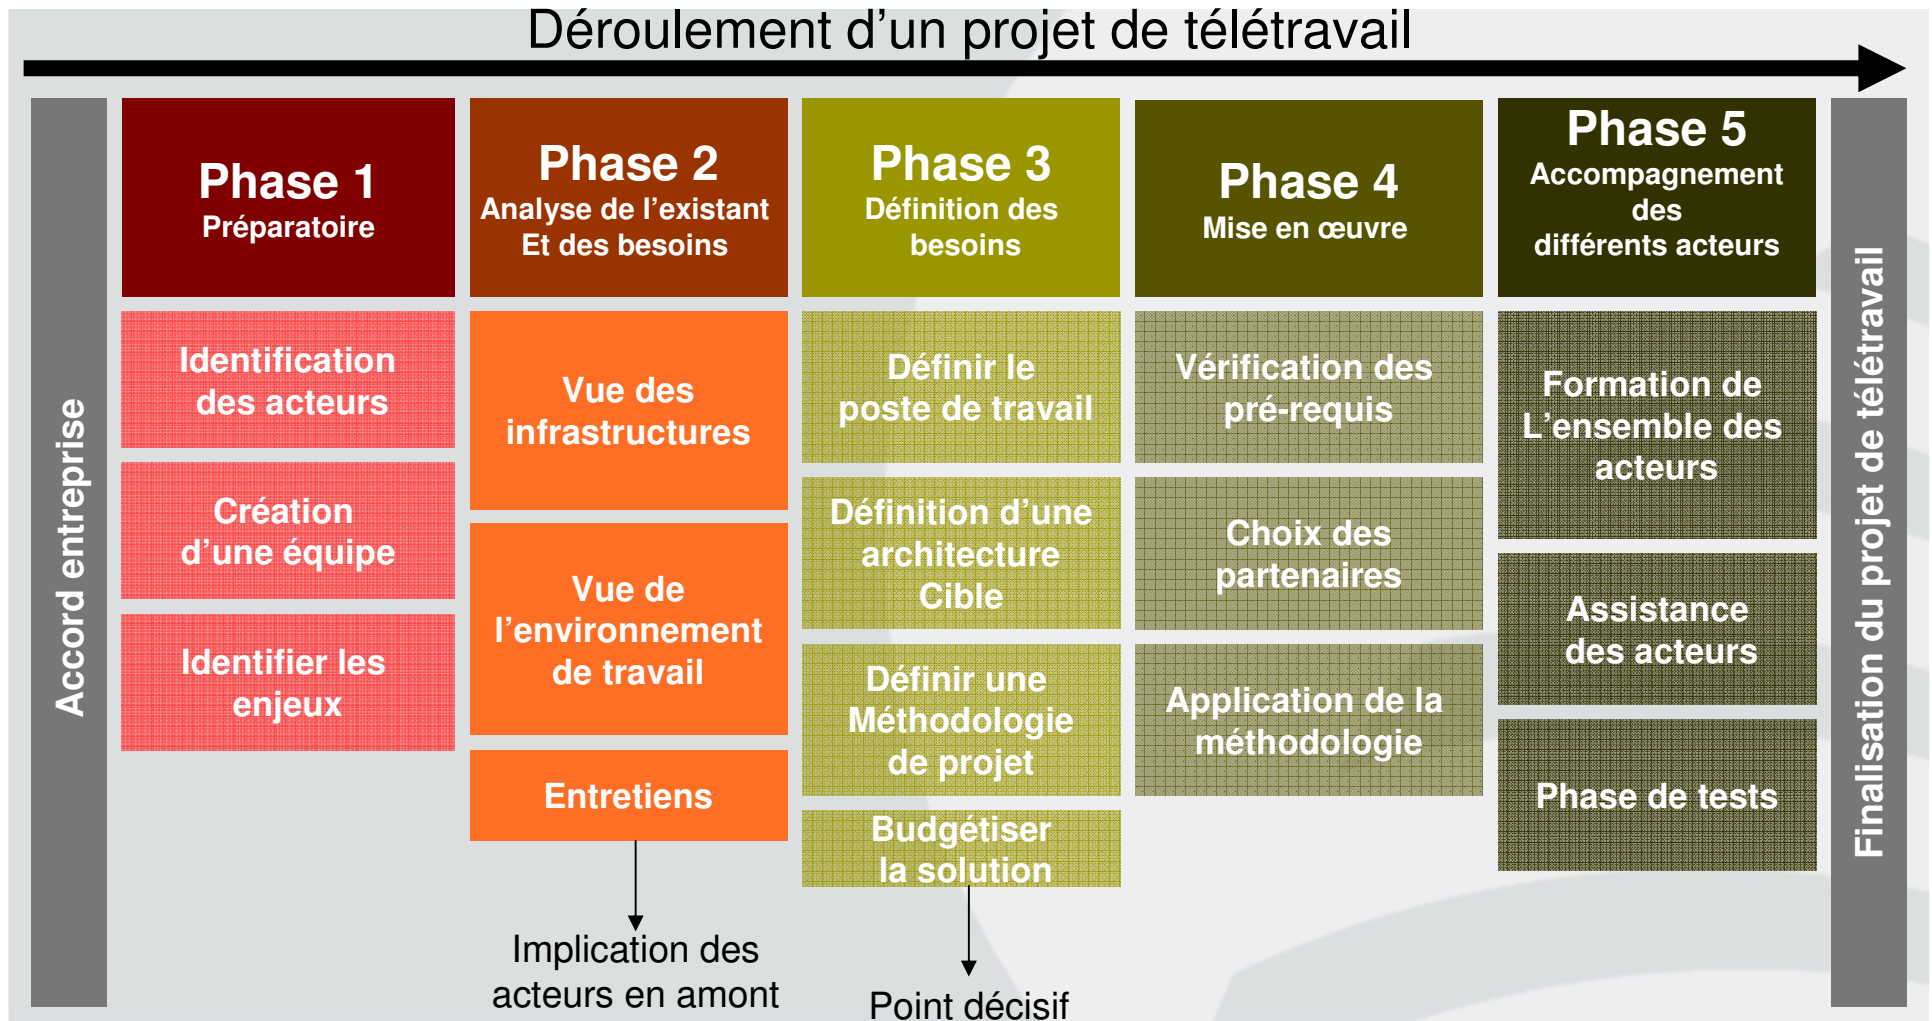 Déroulement d'un projet de télétravail
Accord entreprise
Phase 1
Préparatoire
Identification
des acteurs
Création
d'une équipe
Identifier les
enjeux
Phase 2
Analyse de l'existant
Et des besoins
Vue des
infrastructures
Vue de
l'environnement
de travail
Entretiens
Implication des
acteurs en amont
Phase 3
Définition des
besoins
Définir le
poste de travail
Définition d'une
architecture
Cible
Définir une
Méthodologie
de projet
Budgétiser
la solution
Point décisif
Phase 4
Mise en œuvre
Vérification des
pré-requis
Choix des
partenaires
Application de la
méthodologie
Phase 5
Accompagnement
des
différents acteurs
Formation de
L'ensemble des
acteurs
Assistance
des acteurs
Phase de tests
Finalisation du projet de télétravail